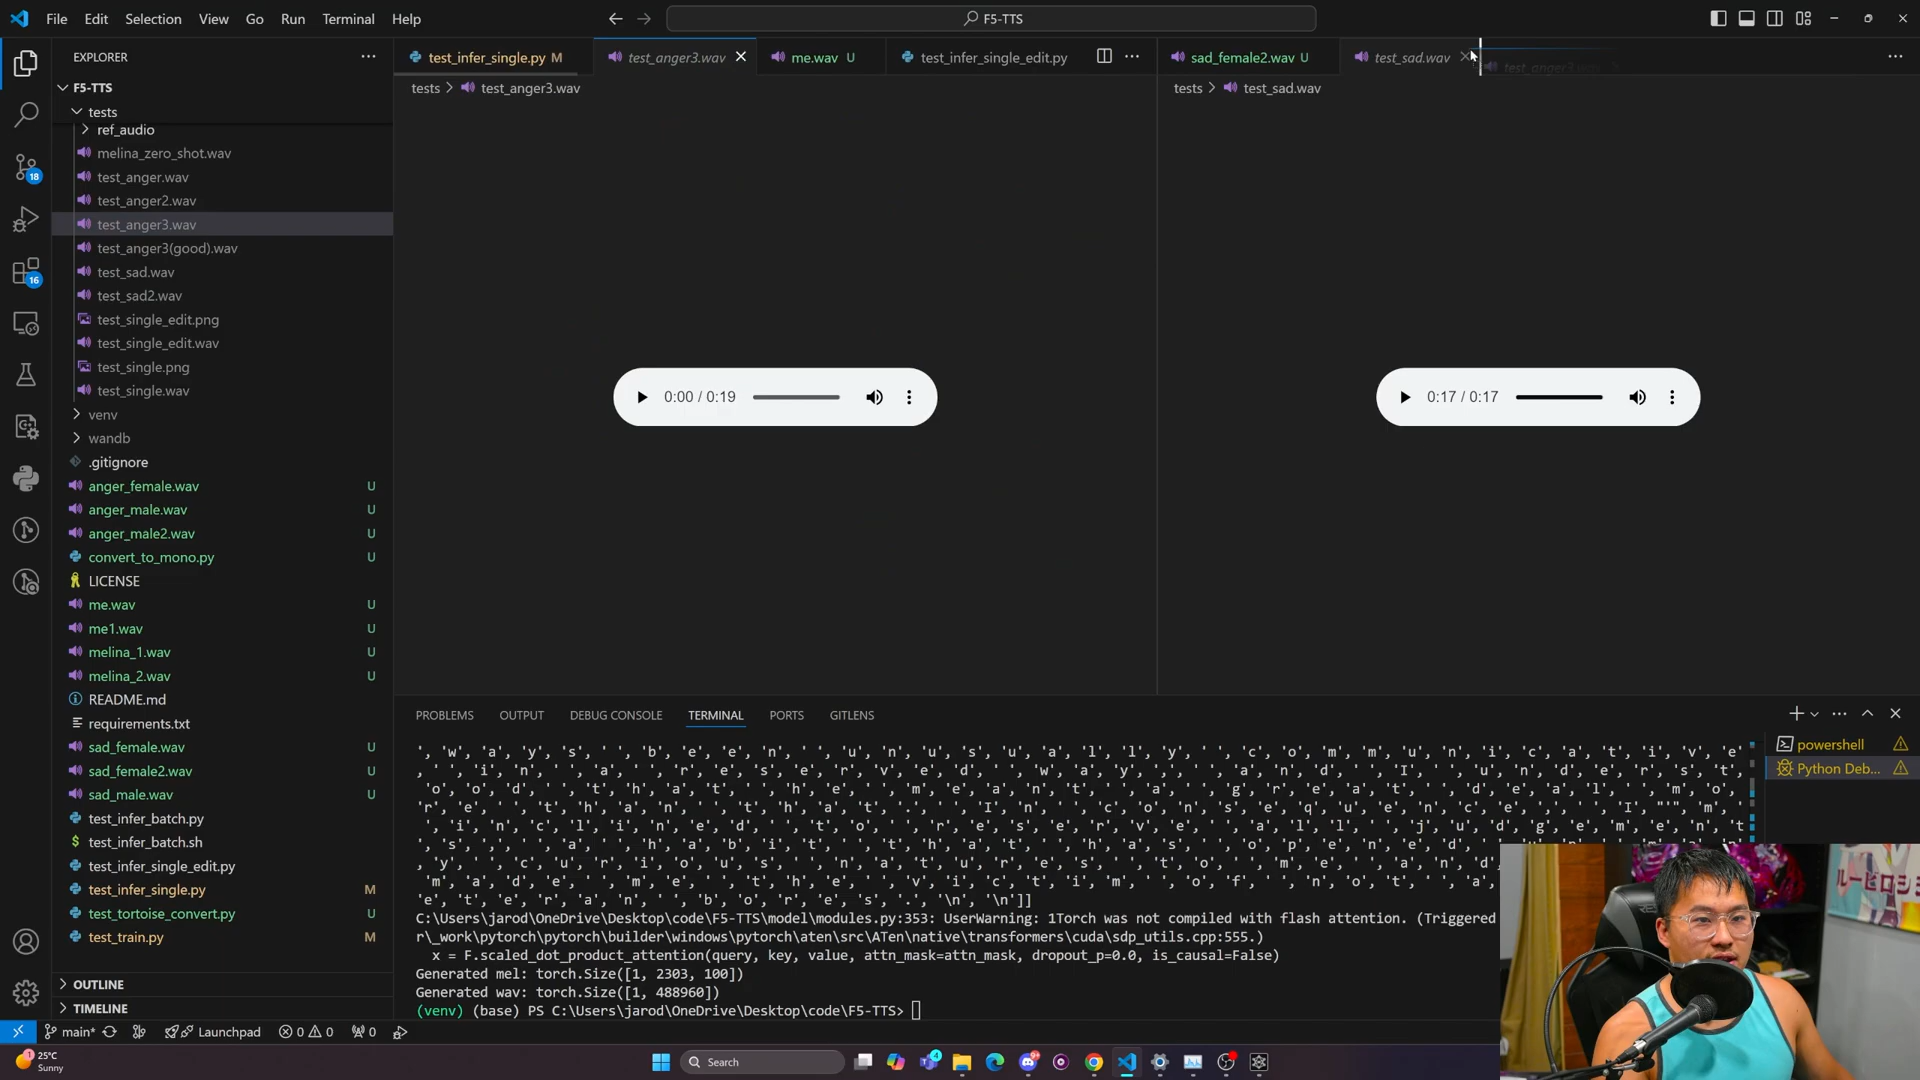 File Edit Selection View Go Run Terminal Help
F5-TTS
EXPLORER
F5-TTS
tests
ref_audio
melina_zero_shot.wav
test_anger.wav
test_anger2.wav
test_anger3.wav
test_anger3(good).wav
test_sad.wav
test_sad2.wav
test_single_edit.png
test_single_edit.wav
test_single.png
test_single.wav
venv
wandb
.gitignore
anger_female.wav U
anger_male.wav U
anger_male2.wav U
convert_to_mono.py U
LICENSE
me.wav U
me1.wav U
melina_1.wav U
melina_2.wav U
README.md
requirements.txt
sad_female.wav U
sad_female2.wav U
sad_male.wav U
test_infer_batch.py
test_infer_batch.sh
test_infer_single_edit.py
test_infer_single.py M
test_tortoise_convert.py U
test_train.py M
OUTLINE
TIMELINE
18
16
test_infer_single.py M test_anger3.wav me.wav U test_infer_single_edit.py
tests > test_anger3.wav
0:00 / 0:19
sad_female2.wav U test_sad.wav test_anger3.wav
tests > test_sad.wav
0:17 / 0:17
PROBLEMS OUTPUT DEBUG CONSOLE TERMINAL PORTS GITLENS
', 'w', 'a', 'y', 's', ' ', 'b', 'e', 'e', 'n', ' ', 'u', 'n', 'u', 's', 'u', 'a', 'l', 'l', 'y', ' ', 'c', 'o', 'm', 'm', 'u', 'n', 'i', 'c', 'a', 't', 'i', 'v', 'e'
, ' ', 'i', 'n', ' ', 'a', ' ', 'r', 'e', 's', 'e', 'r', 'v', 'e', 'd', ' ', 'w', 'a', 'y', ',', ' ', 'a', 'n', 'd', ' ', 'I', ' ', 'u', 'n', 'd', 'e', 'r', 's', 't',
'o', 'o', 'd', ' ', 't', 'h', 'a', 't', ' ', 'h', 'e', ' ', 'm', 'e', 'a', 'n', 't', ' ', 'a', ' ', 'g', 'r', 'e', 'a', 't', ' ', 'd', 'e', 'a', 'l', ' ', 'm', 'o',
'r', 'e', ' ', 't', 'h', 'a', 'n', ' ', 't', 'h', 'a', 't', '.', ' ', 'I', 'n', ' ', 'c', 'o', 'n', 's', 'e', 'q', 'u', 'e', 'n', 'c', 'e', ',', ' ', 'I', "'", 'm',
' ', 'i', 'n', 'c', 'l', 'i', 'n', 'e', 'd', ' ', 't', 'o', ' ', 'r', 'e', 's', 'e', 'r', 'v', 'e', ' ', 'a', 'l', 'l', ' ', 'j', 'u', 'd', 'g', 'e', 'm', 'e', 'n', 't',
's', ',', ' ', 'a', ' ', 'h', 'a', 'b', 'i', 't', ' ', 't', 'h', 'a', 't', ' ', 'h', 'a', 's', ' ', 'o', 'p', 'e', 'n', 'e', 'd', ' ', 'u', 'p',
'y', ' ', 'c', 'u', 'r', 'i', 'o', 'u', 's', ' ', 'n', 'a', 't', 'u', 'r', 'e', 's', ' ', 't', 'o', ' ', 'm', 'e', ' ', 'a', 'n', 'd',
'm', 'a', 'd', 'e', ' ', 'm', 'e', ' ', 't', 'h', 'e', ' ', 'v', 'i', 'c', 't', 'i', 'm', ' ', 'o', 'f', ' ', 'n', 'o', 't', ' ', 'a',
'e', 't', 'e', 'r', 'a', 'n', ' ', 'b', 'o', 'r', 'e', 's', '.', '\n', '\n']]
C:\Users\jarod\OneDrive\Desktop\code\F5-TTS\model\modules.py:353: UserWarning: 1Torch was not compiled with flash attention. (Triggered
r\_work\pytorch\pytorch\builder\windows\pytorch\aten\src\ATen\native\transformers\cuda\sdp_utils.cpp:555.)
x = F.scaled_dot_product_attention(query, key, value, attn_mask=attn_mask, dropout_p=0.0, is_causal=False)
Generated mel: torch.Size([1, 2303, 100])
Generated wav: torch.Size([1, 488960])
(venv) (base) PS C:\Users\jarod\OneDrive\Desktop\code\F5-TTS>
powershell
Python Deb...
main* Launchpad 0 0 0
1
25°C
Sunny
Search
4